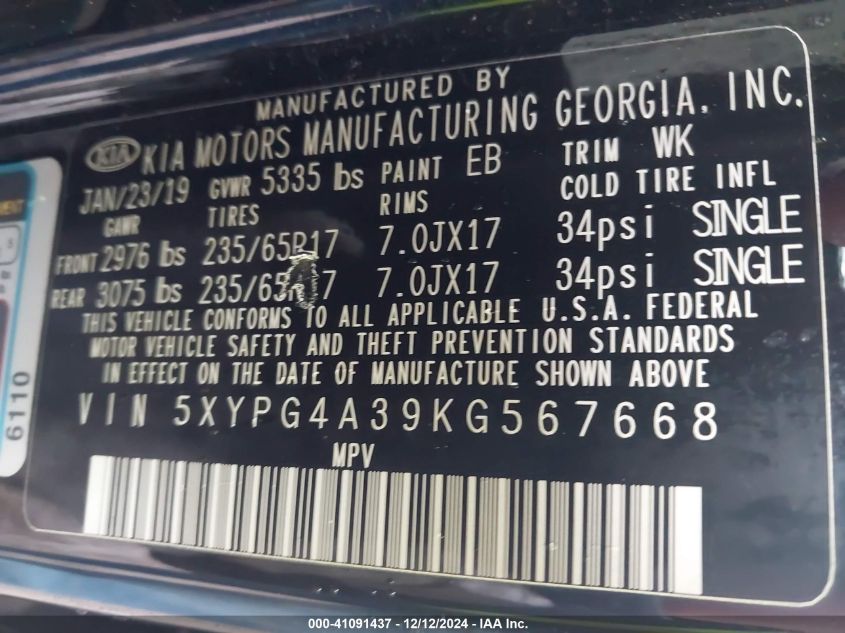 MANUFACTURED BY
KIA KIA MOTORS MANUFACTURING GEORGIA, INC.
JAN/23/19 GVWR 5335 lbs PAINT EB TRIM WK
GAWR TIRES RIMS COLD TIRE INFL
FRONT 2976 lbs 235/65R17 7.0JX17 34psi SINGLE
REAR 3075 lbs 235/65R17 7.0JX17 34psi SINGLE
THIS VEHICLE CONFORMS TO ALL APPLICABLE U.S.A. FEDERAL
MOTOR VEHICLE SAFETY AND THEFT PREVENTION STANDARDS
IN EFFECT ON THE DATE OF MANUFACTURE SHOWN ABOVE
VIN 5XYPG4A39KG567668
MPV
6110
000-41091437 - 12/12/2024 - IAA Inc.